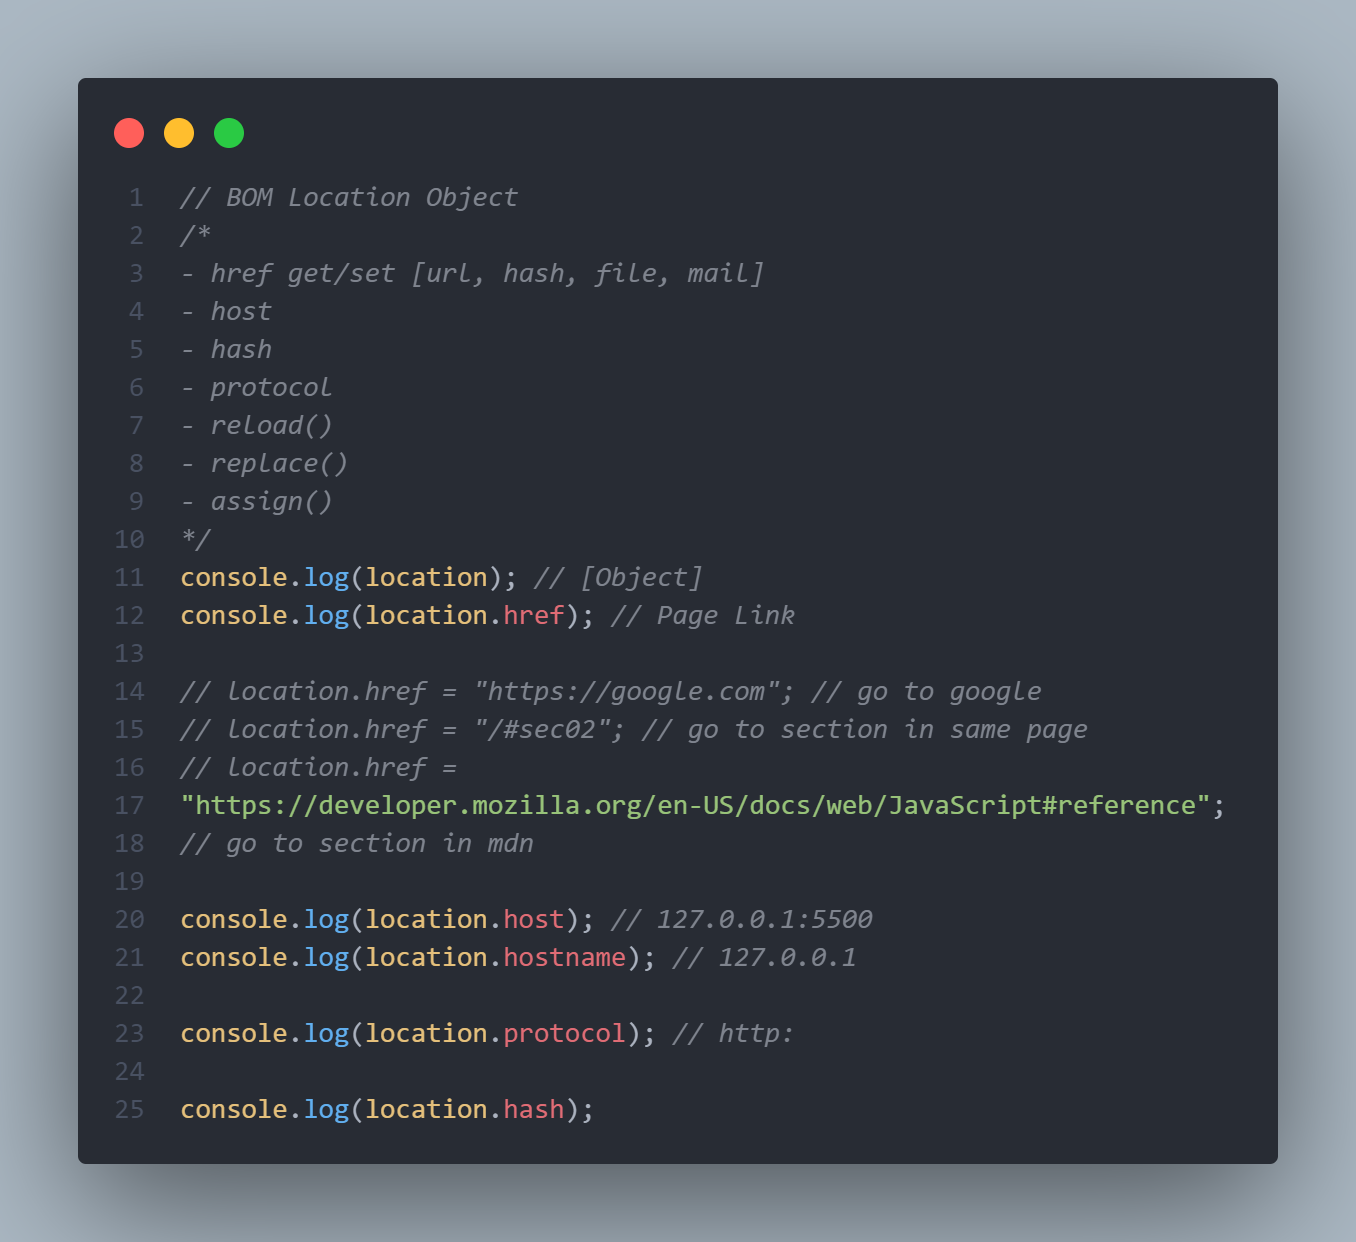 1 // BOM Location Object
2 /*
3 - href get/set [url, hash, file, mail]
4 - host
5 - hash
6 - protocol
7 - reload()
8 - replace()
9 - assign()
10 */
11 console.log(location); // [Object]
12 console.log(location.href); // Page Link
13
14 // location.href = "https://google.com"; // go to google
15 // location.href = "/#sec02"; // go to section in same page
16 // location.href =
17 "https://developer.mozilla.org/en-US/docs/web/JavaScript#reference";
18 // go to section in mdn
19
20 console.log(location.host); // 127.0.0.1:5500
21 console.log(location.hostname); // 127.0.0.1
22
23 console.log(location.protocol); // http:
24
25 console.log(location.hash);